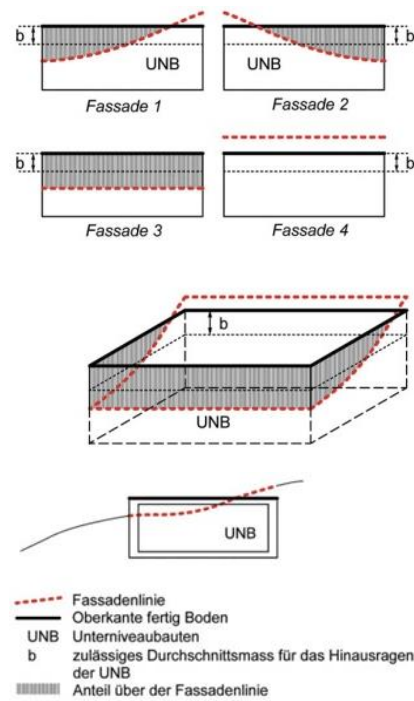 b
UNB
UNB
b
Fassade 1
Fassade 2
b
b
Fassade 3
Fassade 4
b
UNB
UNB
Fassadenlinie
Oberkante fertig Boden
UNB Unterniveaubauten
b zulässiges Durchschnittsmass für das Hinausragen
der UNB
Anteil über der Fassadenlinie